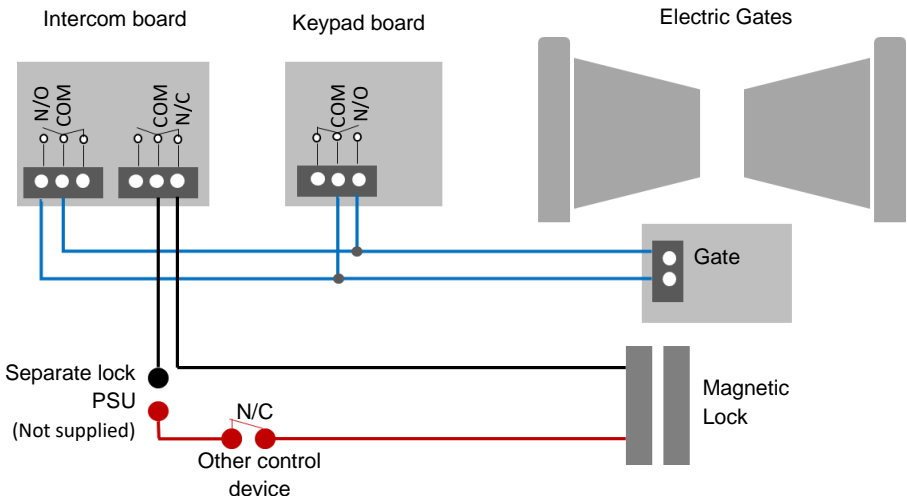 Intercom board
Keypad board
Electric Gates
N/O
COM
COM
N/C
COM
N/O
Gate
Separate lock
PSU
(Not supplied)
N/C
Other control
device
Magnetic
Lock